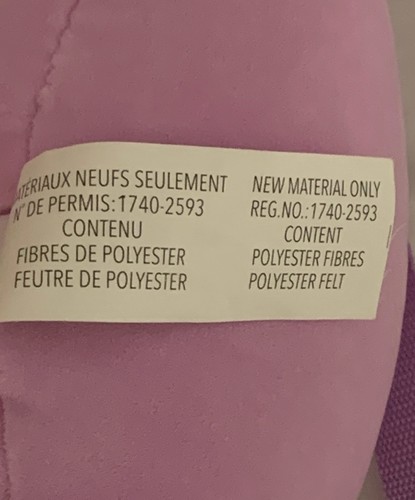 MATÉRIAUX NEUFS SEULEMENT
N° DE PERMIS:1740-2593
CONTENU
FIBRES DE POLYESTER
FEUTRE DE POLYESTER
NEW MATERIAL ONLY
REG.NO.:1740-2593
CONTENT
POLYESTER FIBRES
POLYESTER FELT